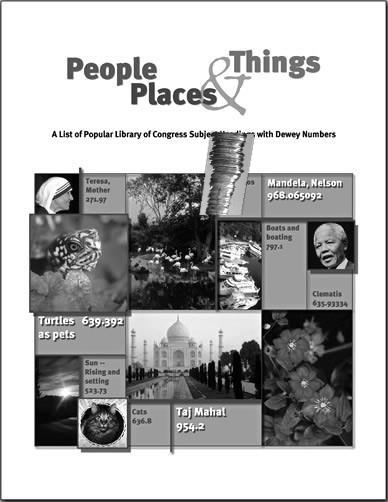 People
Places & Things
A List of Popular Library of Congress Subject Headings with Dewey Numbers
Teresa,
Mother
271.97
Mandela, Nelson
968.065092
Boats and
boating
797.1
Clematis
635.93334
Turtles 639.392
as pets
Sun --
Rising and
setting
523.73
Cats
636.8
Taj Mahal
954.2